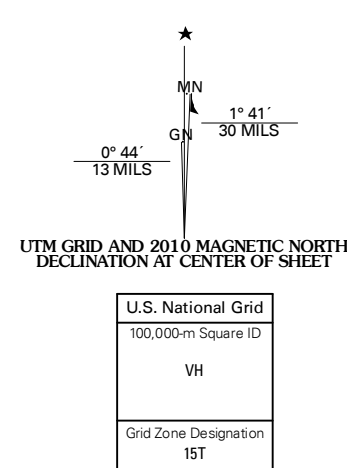 ★
MN
1° 41´
30 MILS
GN
0° 44´
13 MILS
UTM GRID AND 2010 MAGNETIC NORTH
DECLINATION AT CENTER OF SHEET
U.S. National Grid
100,000-m Square ID
VH
Grid Zone Designation
15T